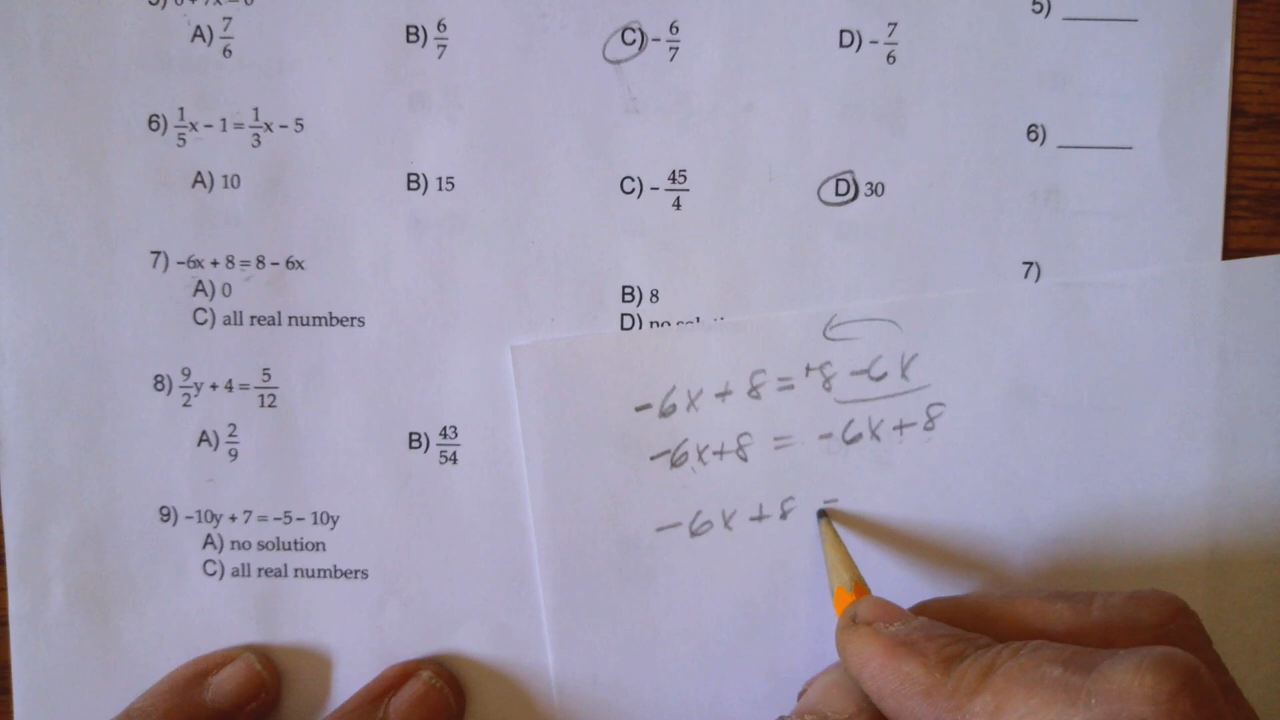 5)
A) 7/6 B) 6/7 C) - 6/7 D) - 7/6
6) 1/5x - 1 = 1/3x - 5 6)
A) 10 B) 15 C) - 45/4 D) 30
7) -6x + 8 = 8 - 6x 7)
A) 0 B) 8
C) all real numbers D) no
8) 9/2y + 4 = 5/12
A) 2/9 B) 43/54
9) -10y + 7 = -5 - 10y
A) no solution
C) all real numbers
-6x + 8 = +8 -6x
-6x+8 = -6x+8
-6x+8 =